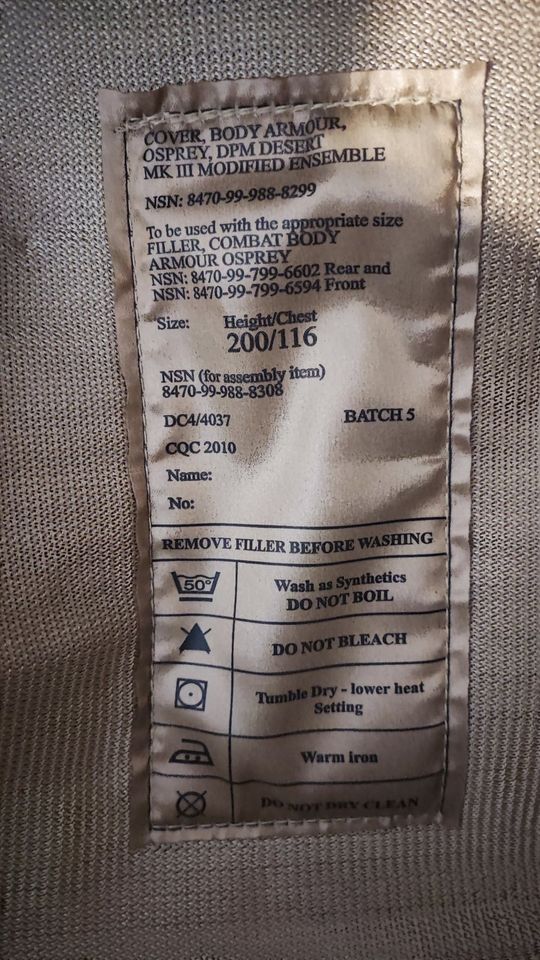 COVER, BODY ARMOUR,
OSPREY, DPM DESERT
MK III MODIFIED ENSEMBLE
NSN: 8470-99-988-8299
To be used with the appropriate size
FILLER, COMBAT BODY
ARMOUR OSPREY
NSN: 8470-99-799-6602 Rear and
NSN: 8470-99-799-6594 Front
Size: Height/Chest
200/116
NSN (for assembly item)
8470-99-988-8308
DC4/4037 BATCH 5
CQC 2010
Name:
No:
REMOVE FILLER BEFORE WASHING
50° Wash as Synthetics
DO NOT BOIL
DO NOT BLEACH
Tumble Dry - lower heat
Setting
Warm iron
DO NOT DRY CLEAN